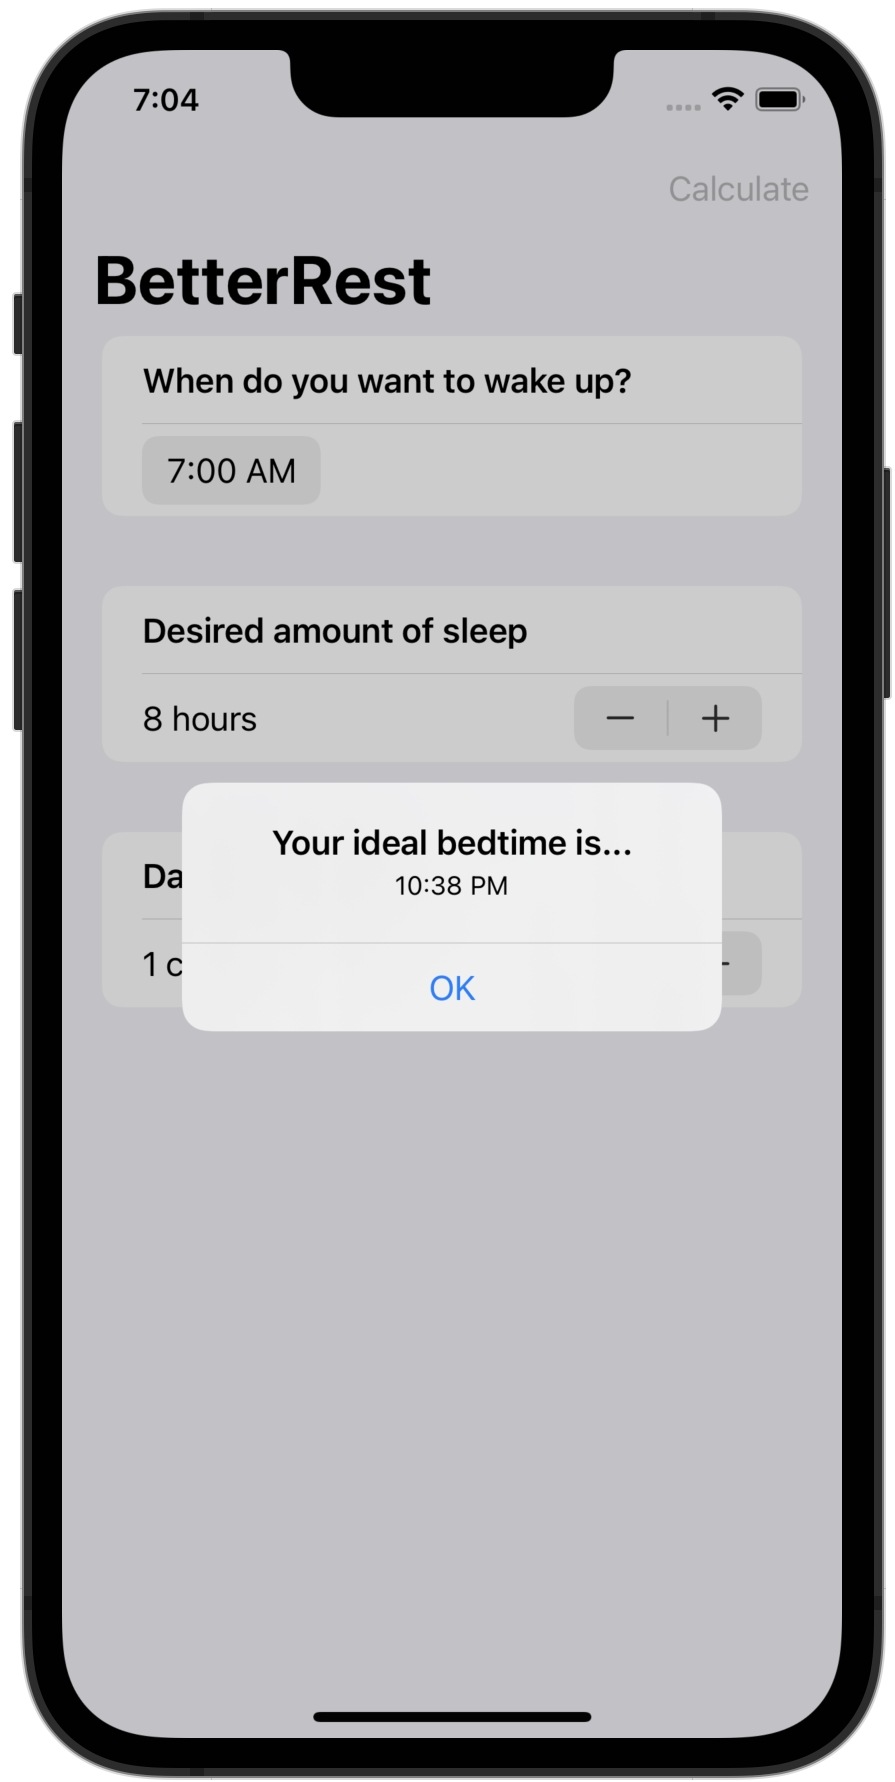 7:04
Calculate
BetterRest
When do you want to wake up?
7:00 AM
Desired amount of sleep
8 hours
Your ideal bedtime is...
10:38 PM
Da
1 c
OK